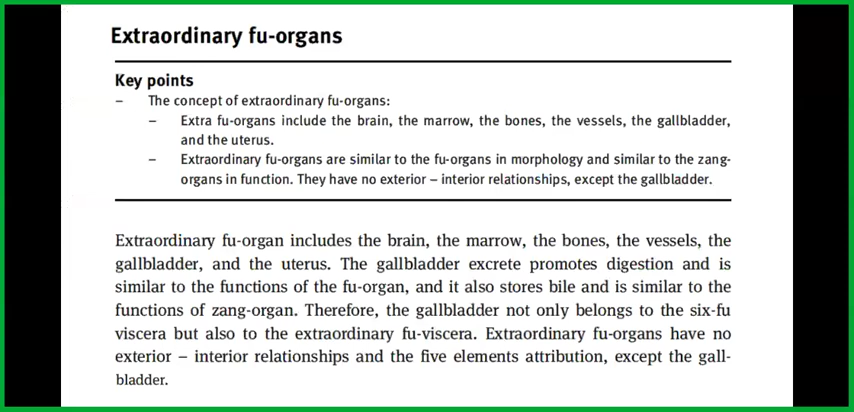 Extraordinary fu-organs
Key points
– The concept of extraordinary fu-organs:
– Extra fu-organs include the brain, the marrow, the bones, the vessels, the gallbladder,
and the uterus.
– Extraordinary fu-organs are similar to the fu-organs in morphology and similar to the zang-
organs in function. They have no exterior – interior relationships, except the gallbladder.
Extraordinary fu-organ includes the brain, the marrow, the bones, the vessels, the
gallbladder, and the uterus. The gallbladder excrete promotes digestion and is
similar to the functions of the fu-organ, and it also stores bile and is similar to the
functions of zang-organ. Therefore, the gallbladder not only belongs to the six-fu
viscera but also to the extraordinary fu-viscera. Extraordinary fu-organs have no
exterior – interior relationships and the five elements attribution, except the gall-
bladder.